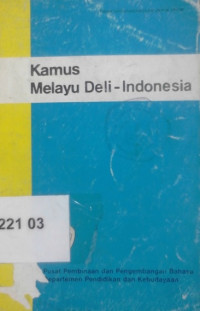 Kamus
Melayu Deli-Indonesia
221 03
Pusat Pembinaan dan Pengembangan Bahasa
Departemen Pendidikan dan Kebudayaan